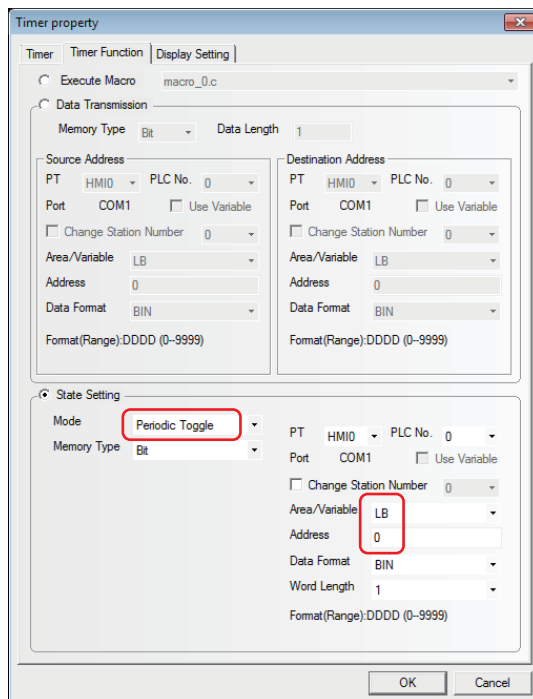 Timer property
Timer Timer Function Display Setting
Execute Macro macro_0.c
Data Transmission
Memory Type Bit Data Length 1
Source Address
PT HMI0 PLC No. 0
Port COM1 Use Variable
Change Station Number 0
Area/Variable LB
Address 0
Data Format BIN
Format(Range):DDDD (0--9999)
Destination Address
PT HMI0 PLC No. 0
Port COM1 Use Variable
Change Station Number 0
Area/Variable LB
Address 0
Data Format BIN
Format(Range):DDDD (0--9999)
State Setting
Mode Periodic Toggle
Memory Type Bit
PT HMI0 PLC No. 0
Port COM1 Use Variable
Change Station Number 0
Area/Variable LB
Address 0
Data Format BIN
Word Length 1
Format(Range):DDDD (0--9999)
OK Cancel